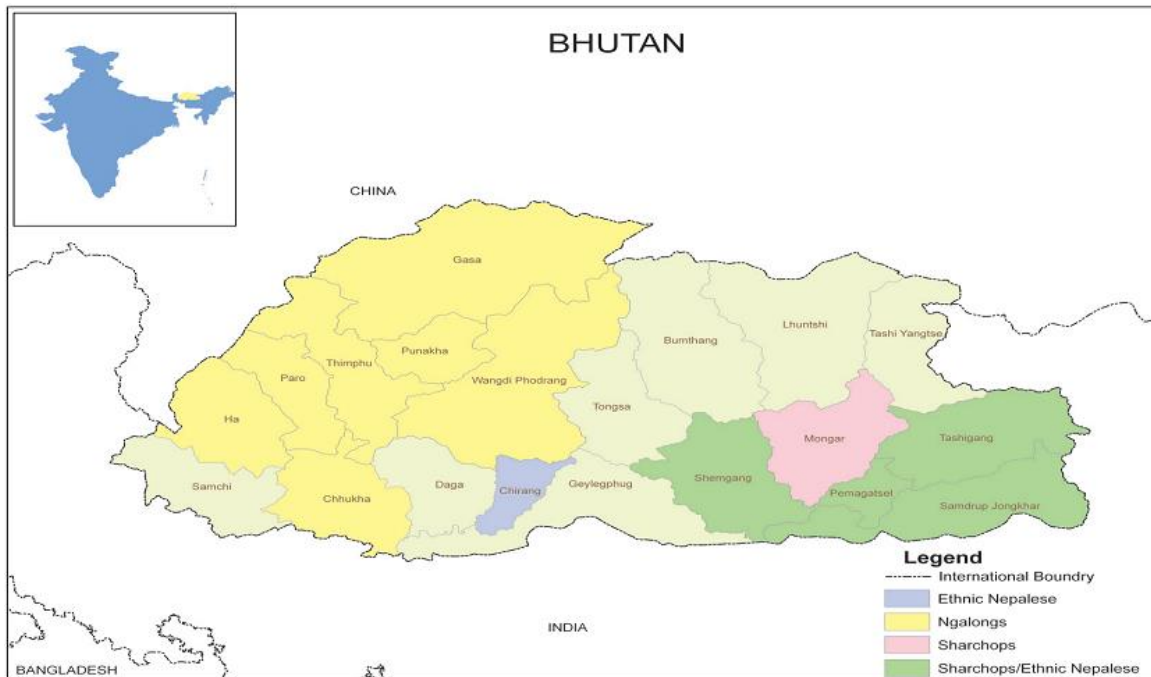 BHUTAN
CHINA
Gasa
Bumthang
Lhuntshi
Tashi Yangtse
Thimphu
Punakha
Paro
Wangdi Phodrang
Tongsa
Ha
Mongar
Tashigang
Samchi
Chhukha
Daga
Chirang
Geylegphug
Shemgang
Pemagatsel
Samdrup Jongkhar
Legend
International Boundry
Ethnic Nepalese
Ngalongs
Sharchops
Sharchops/Ethnic Nepalese
INDIA
BANGLADESH